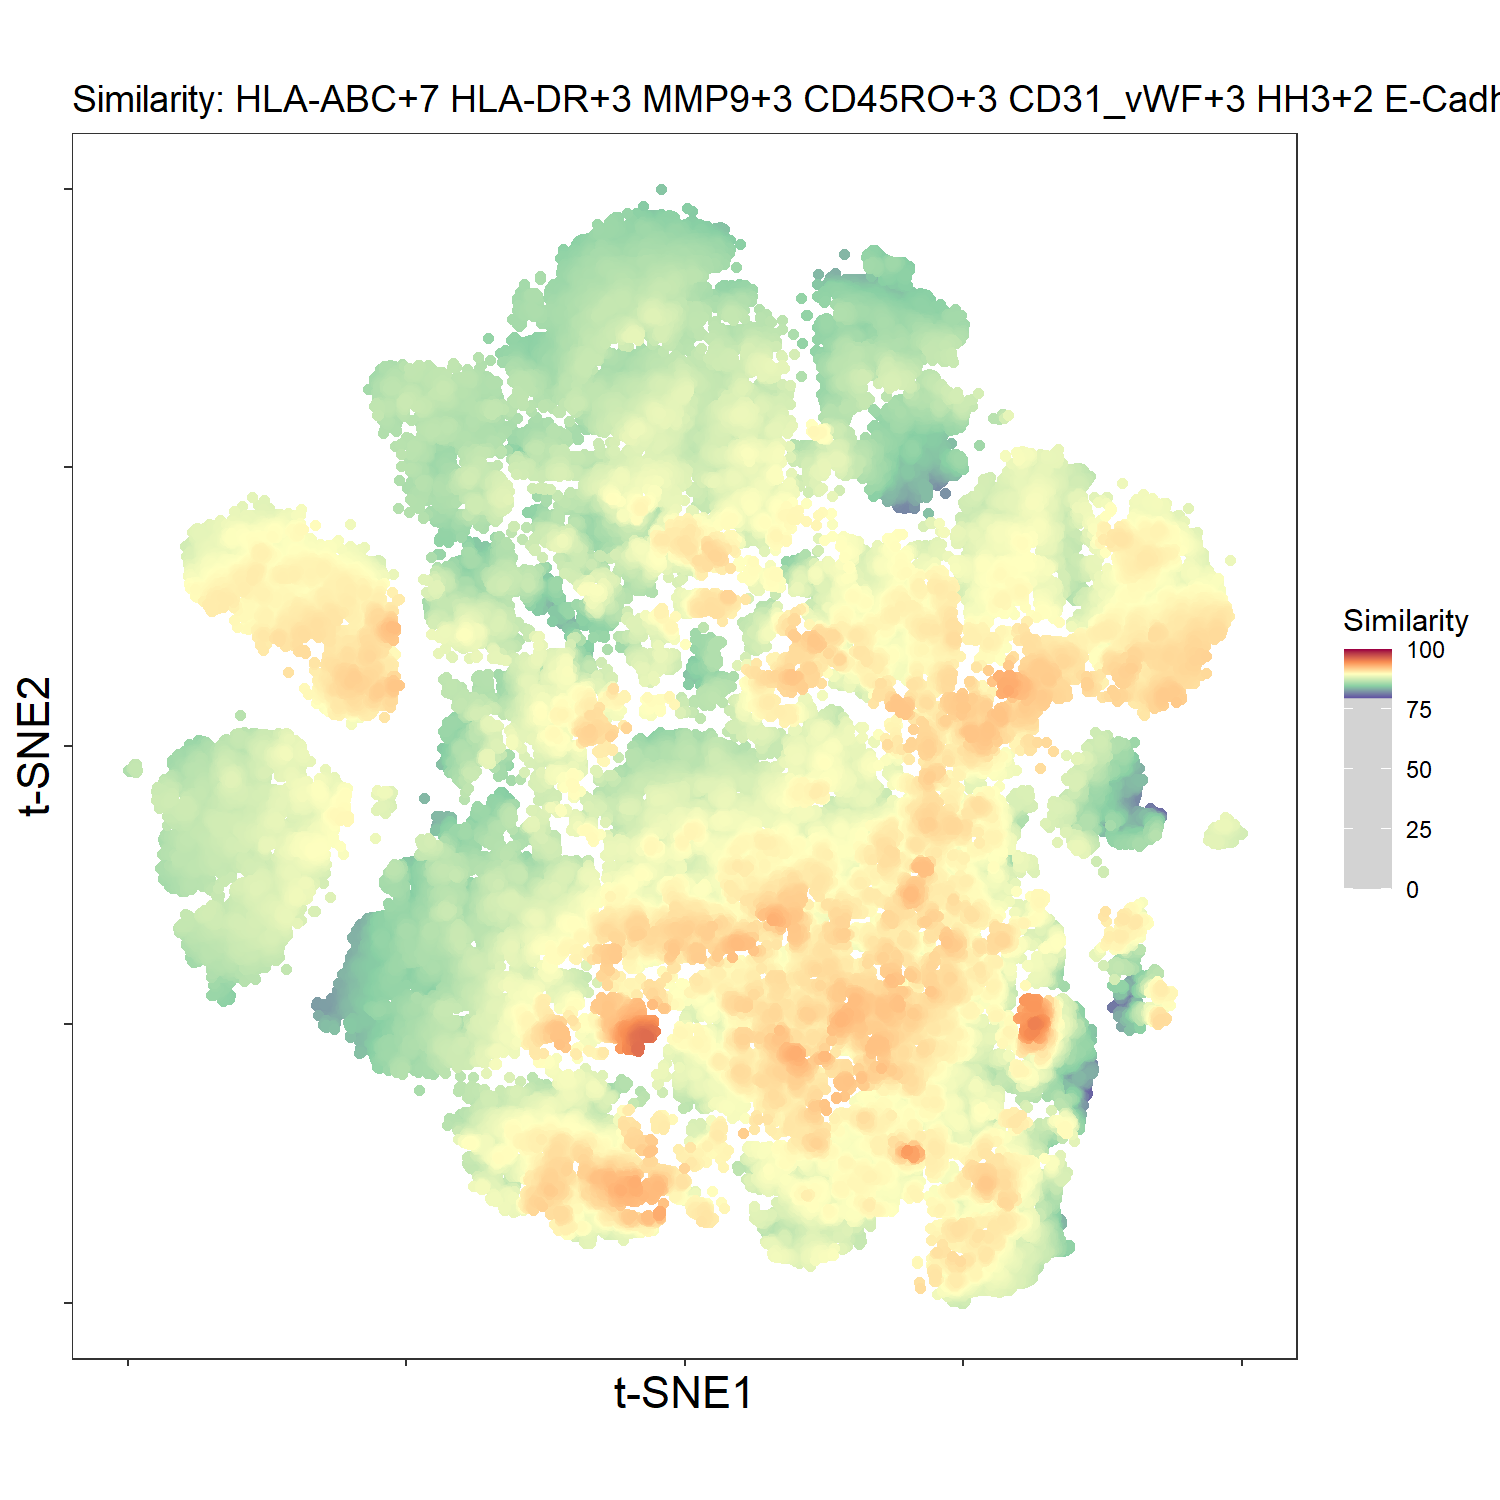 Similarity: HLA-ABC+7 HLA-DR+3 MMP9+3 CD45RO+3 CD31_vWF+3 HH3+2 E-Cadh
t-SNE2
t-SNE1
Similarity
100
75
50
25
0